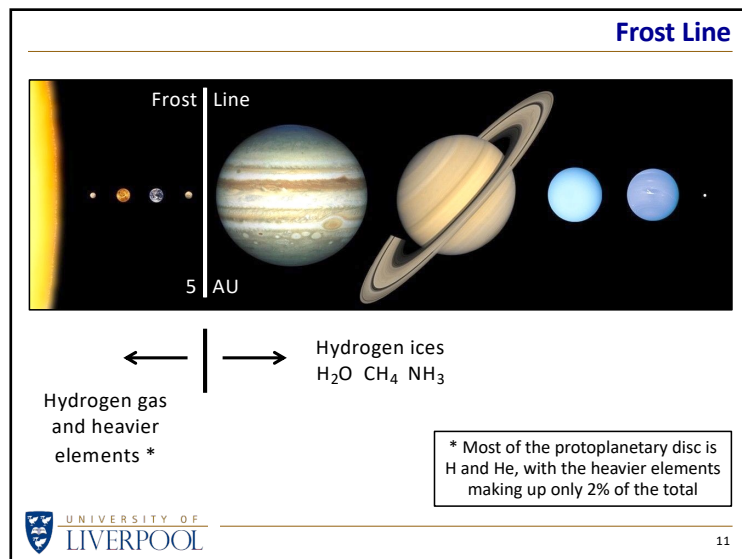 Frost Line
Frost Line
5 AU
Hydrogen ices
H₂O CH₄ NH₃
Hydrogen gas
and heavier
elements *
* Most of the protoplanetary disc is
H and He, with the heavier elements
making up only 2% of the total
UNIVERSITY OF
LIVERPOOL
11